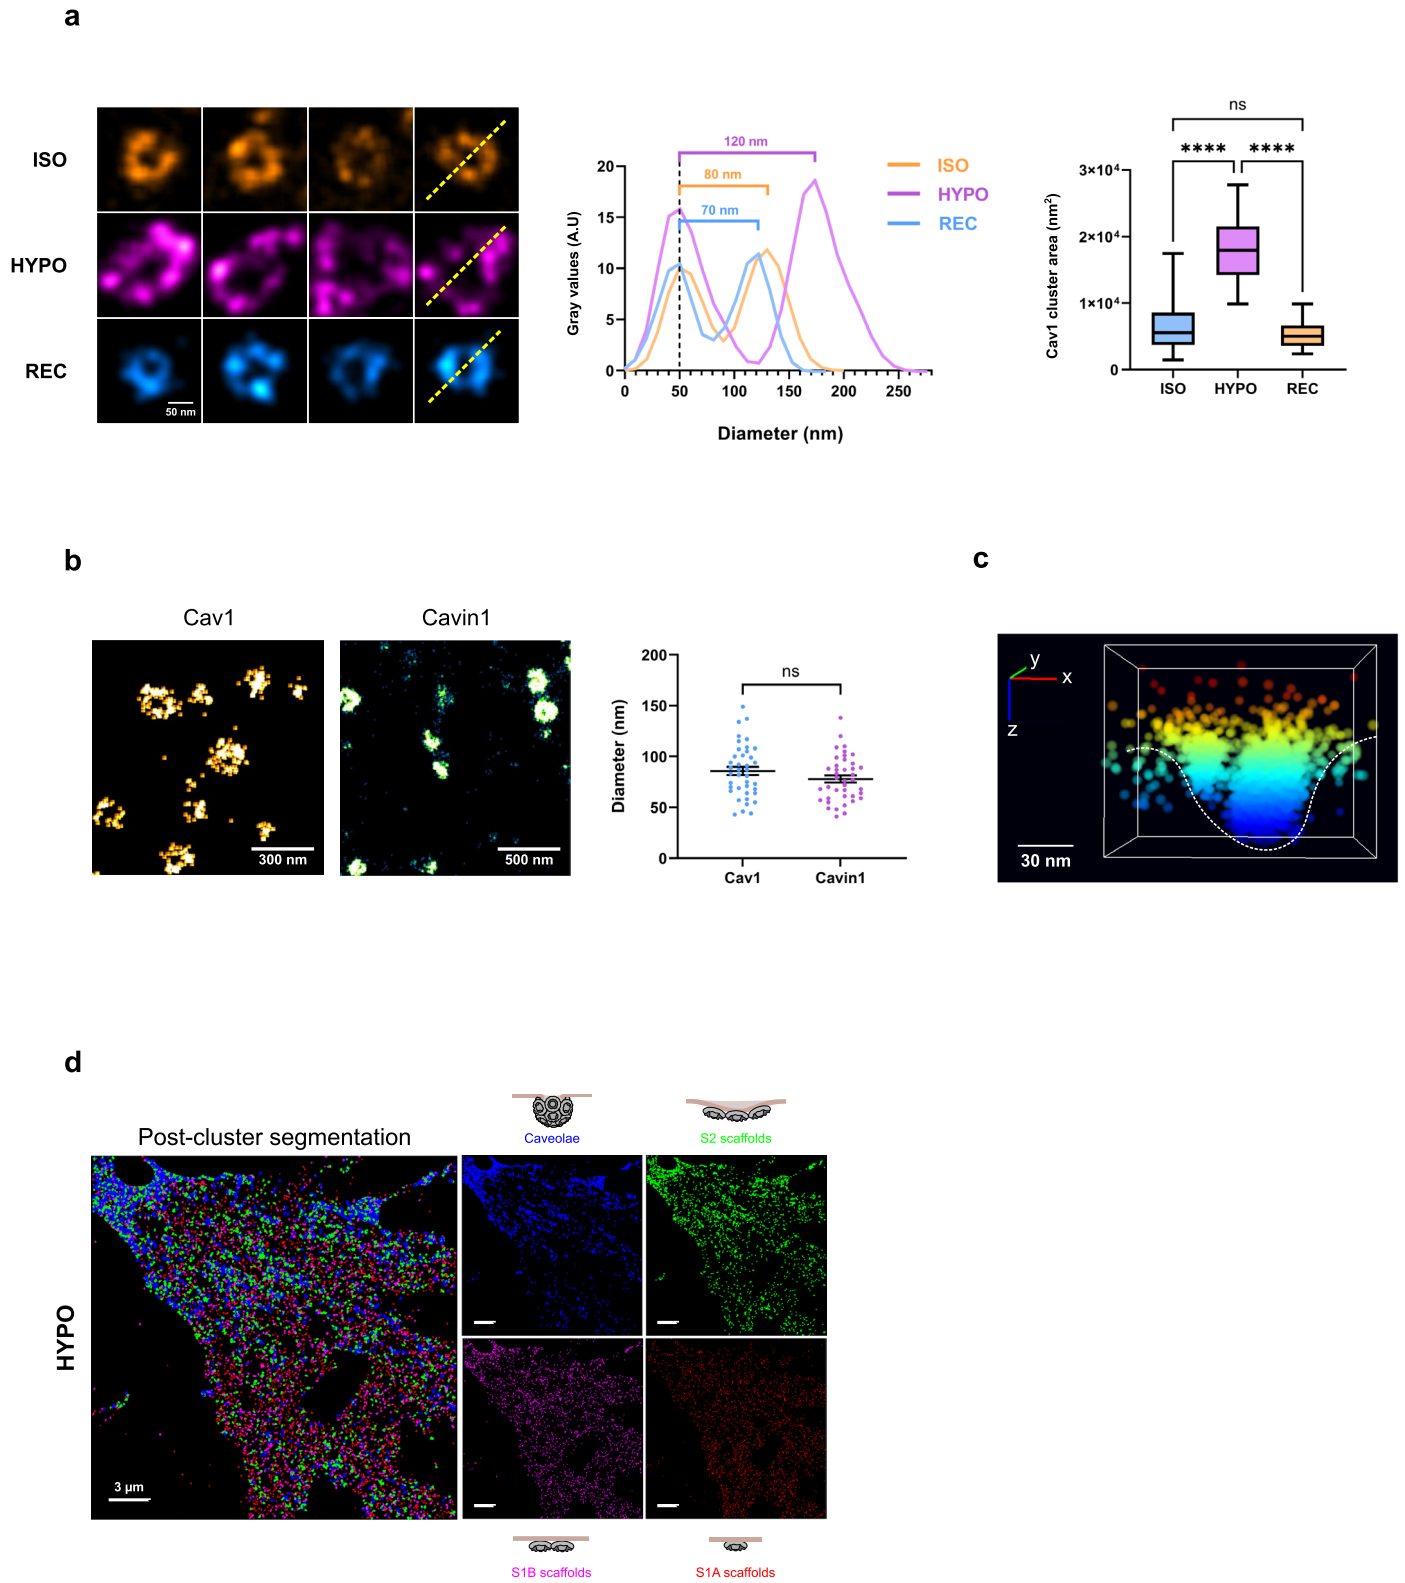 a
ISO
HYPO
REC
50 nm
120 nm
80 nm
70 nm
ISO
HYPO
REC
20
15
10
5
0
Gray values (A.U)
0 50 100 150 200 250
Diameter (nm)
ns
**** ****
3×10⁴
2×10⁴
1×10⁴
0
Cav1 cluster area (nm²)
ISO HYPO REC
b
Cav1
Cavin1
300 nm
500 nm
ns
200
150
100
50
0
Diameter (nm)
Cav1 Cavin1
c
y
x
z
30 nm
d
Post-cluster segmentation
Caveolae
S2 scaffolds
HYPO
3 µm
S1B scaffolds
S1A scaffolds